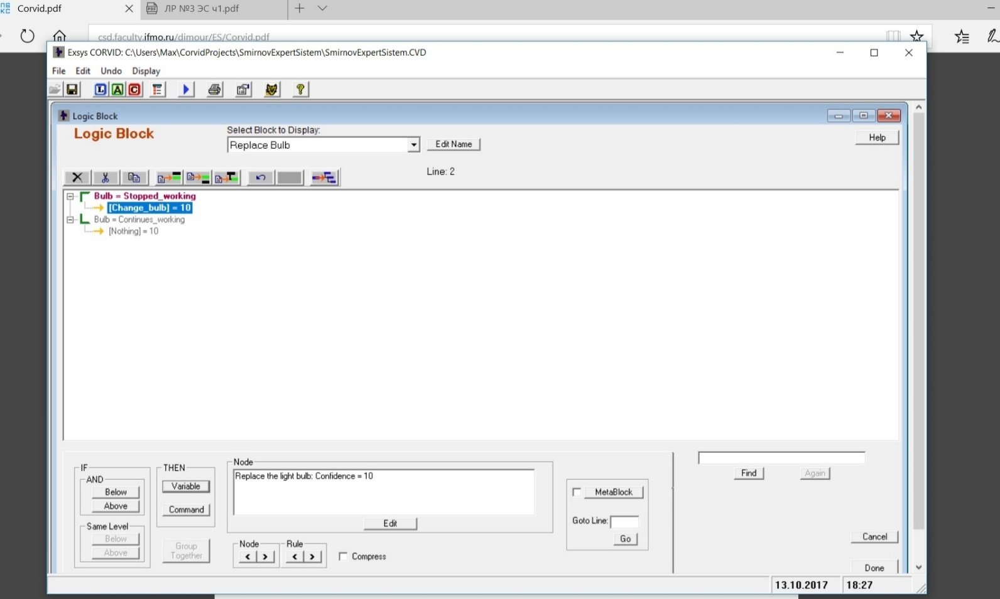 Corvid.pdf
ЛР №3 ЭС ч1.pdf
csd.faculty.ifmo.ru/dimour/ES/Corvid.pdf
Exsys CORVID: C:\Users\Max\CorvidProjects\SmirnovExpertSistem\SmirnovExpertSistem.CVD
File Edit Undo Display
L A C
Logic Block
Logic Block
Select Block to Display:
Replace Bulb
Edit Name
Help
Line: 2
Bulb = Stopped_working
[Change_bulb] = 10
Bulb = Continues_working
[Nothing] = 10
IF
AND
Below
Above
Same Level
Below
Above
THEN
Variable
Command
Group
Together
Node
Replace the light bulb: Confidence = 10
Edit
Node
< >
Rule
< >
Compress
MetaBlock
Goto Line:
Go
Find
Again
Cancel
Done
13.10.2017
18:27